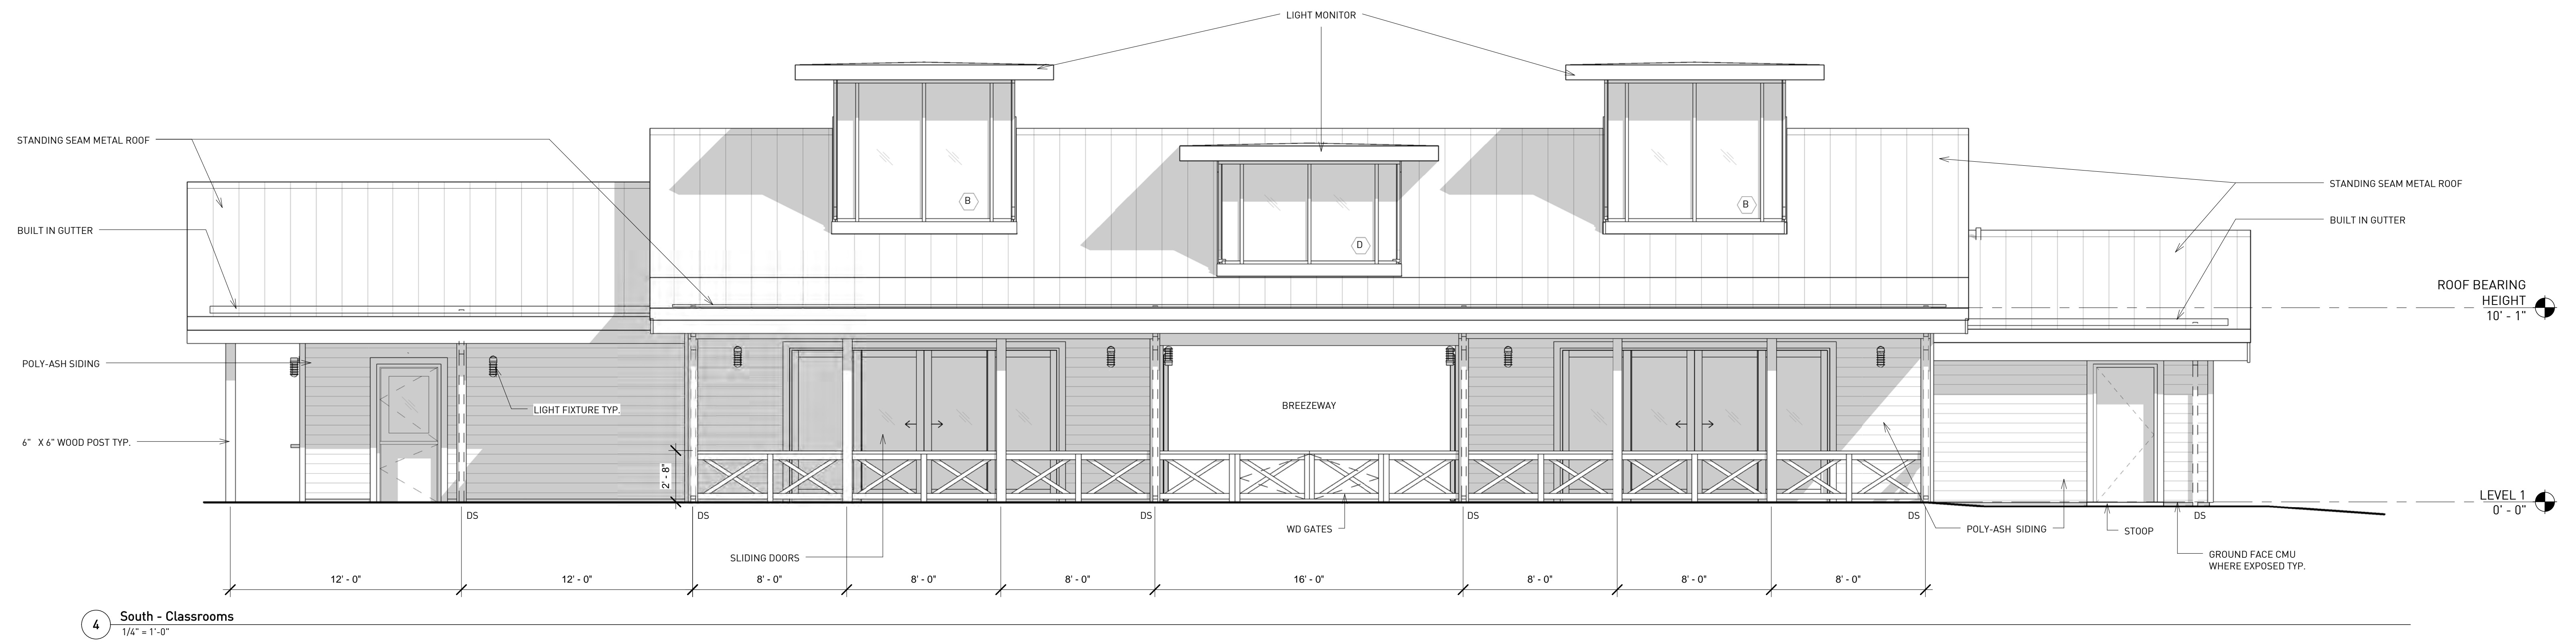 LIGHT MONITOR
STANDING SEAM METAL ROOF
STANDING SEAM METAL ROOF
B
B
D
BUILT IN GUTTER
BUILT IN GUTTER
ROOF BEARING
HEIGHT
10' - 1"
POLY-ASH SIDING
LIGHT FIXTURE TYP.
BREEZEWAY
6" X 6" WOOD POST TYP.
2' - 8"
LEVEL 1
0' - 0"
DS
DS
DS
DS
DS
DS
WD GATES
POLY-ASH SIDING
STOOP
SLIDING DOORS
GROUND FACE CMU
WHERE EXPOSED TYP.
12' - 0"
12' - 0"
8' - 0"
8' - 0"
8' - 0"
16' - 0"
8' - 0"
8' - 0"
8' - 0"
4
South - Classrooms
1/4" = 1'-0"